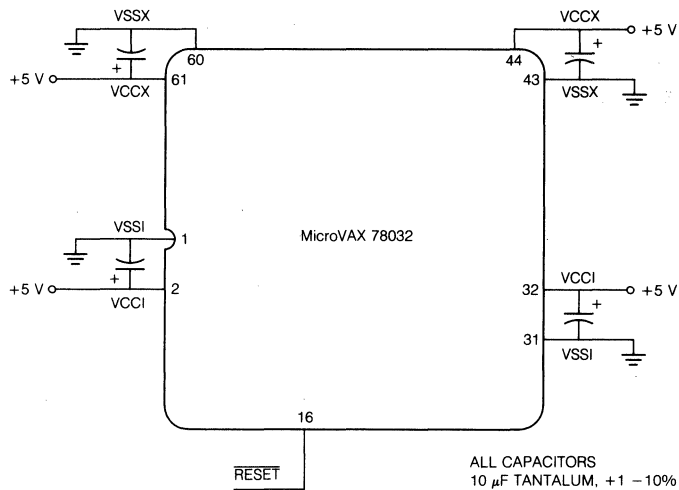 VSSX
VCCX
+5 V
60
44
+
+
+5 V
VCCX
61
43
VSSX
VSSI
1
MicroVAX 78032
+
+5 V
VCCI
2
32
VCCI
+5 V
+
31
VSSI
16
RESET
ALL CAPACITORS
10 µF TANTALUM, +1 −10%